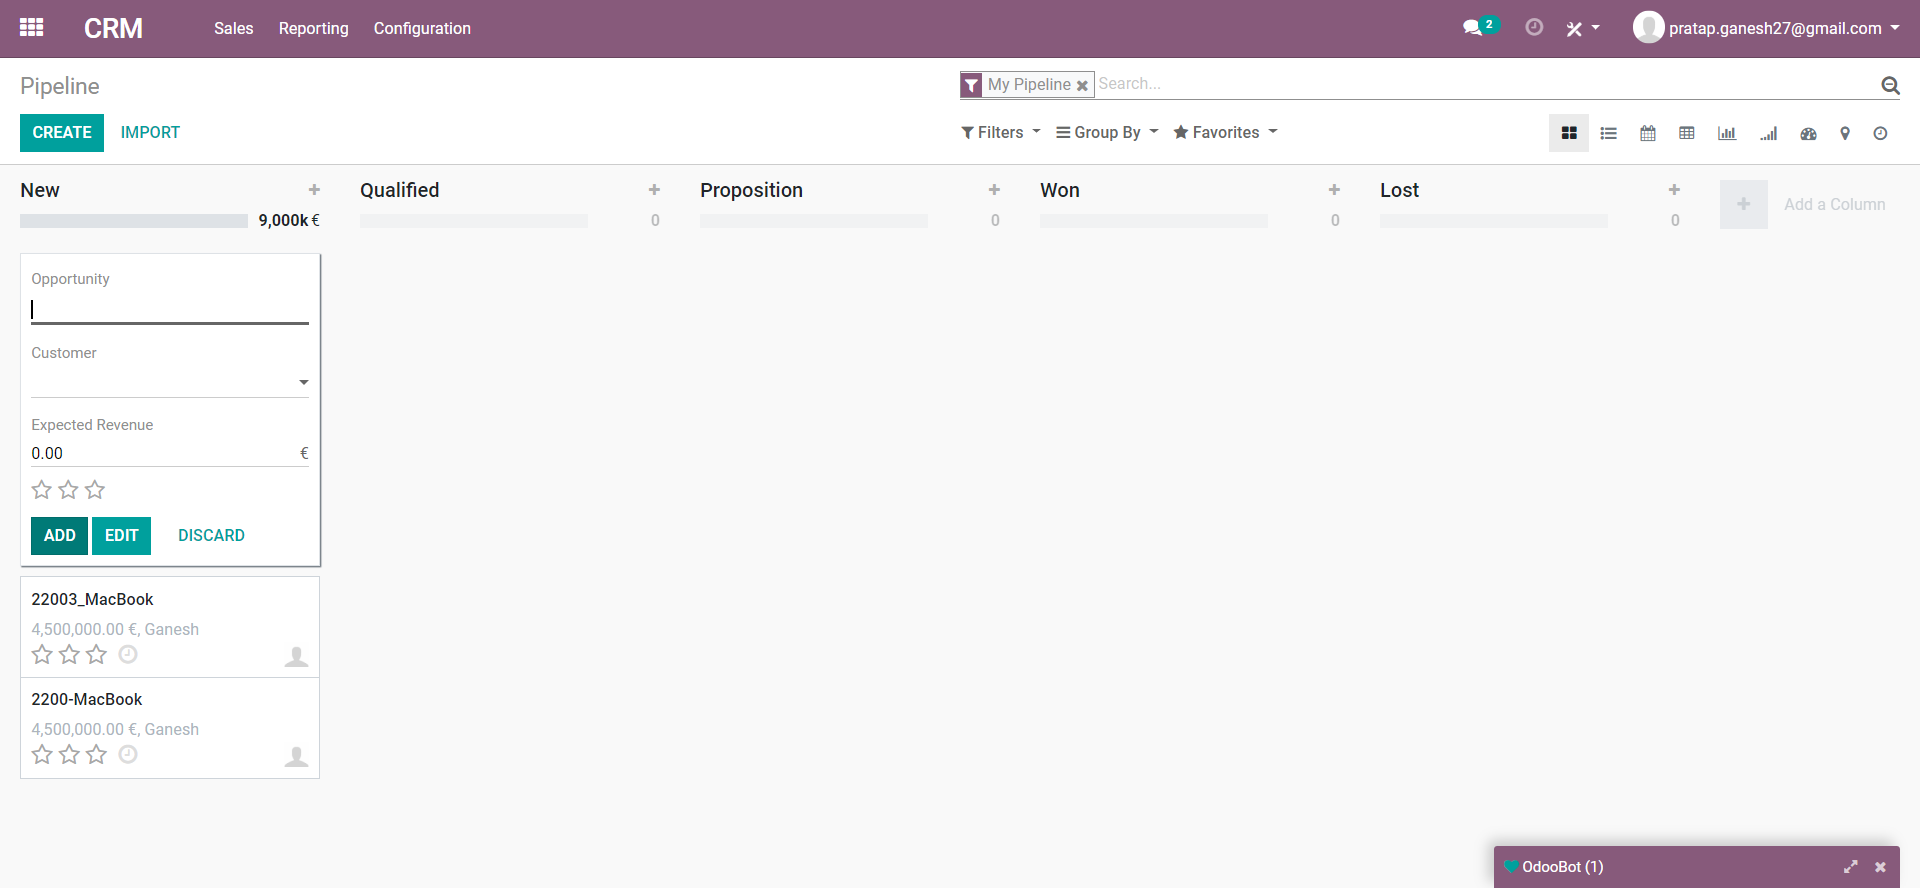 CRM Sales Reporting Configuration 2 pratap.ganesh27@gmail.com
Pipeline
My Pipeline Search...
CREATE IMPORT Filters Group By Favorites
New Qualified Proposition Won Lost Add a Column
9,000k € 0 0 0 0
Opportunity
Customer
Expected Revenue
0.00 €
ADD EDIT DISCARD
22003_MacBook
4,500,000.00 €, Ganesh
2200-MacBook
4,500,000.00 €, Ganesh
OdooBot (1)